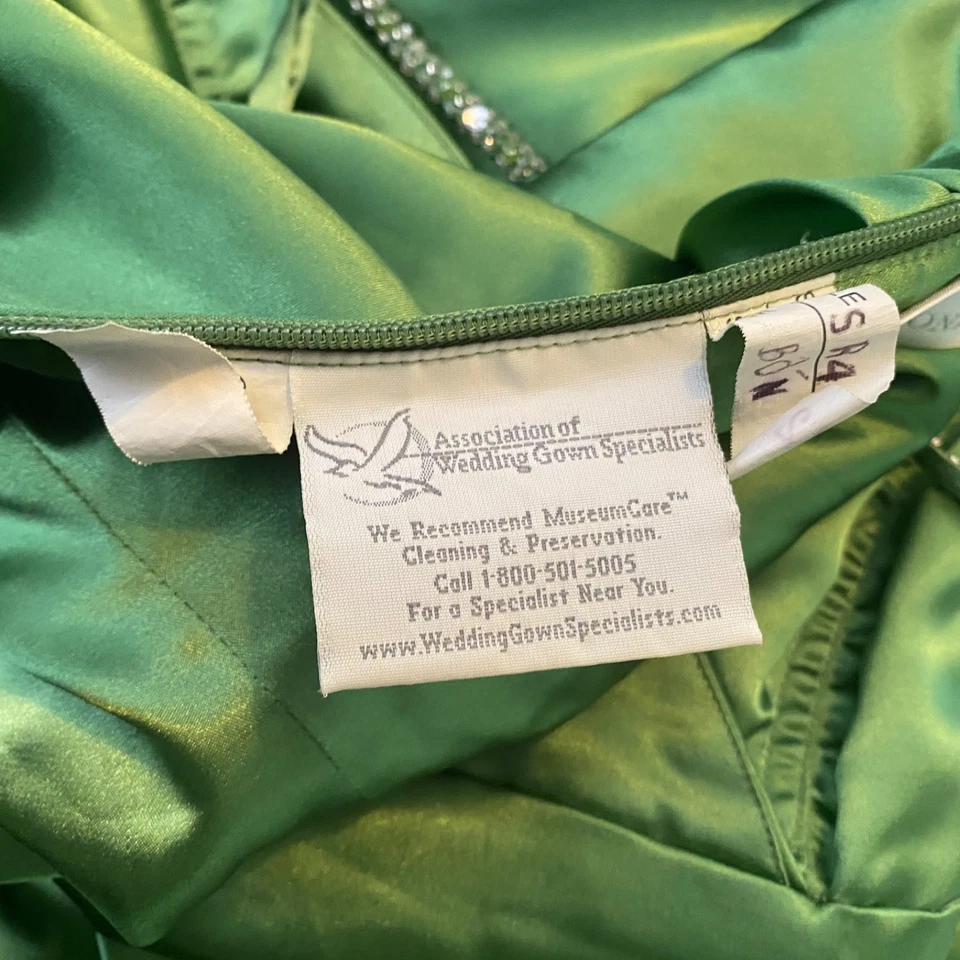 Association of
Wedding Gown Specialists
We Recommend MuseumCare™
Cleaning & Preservation.
Call 1-800-501-5005
For a Specialist Near You.
www.WeddingGownSpecialists.com